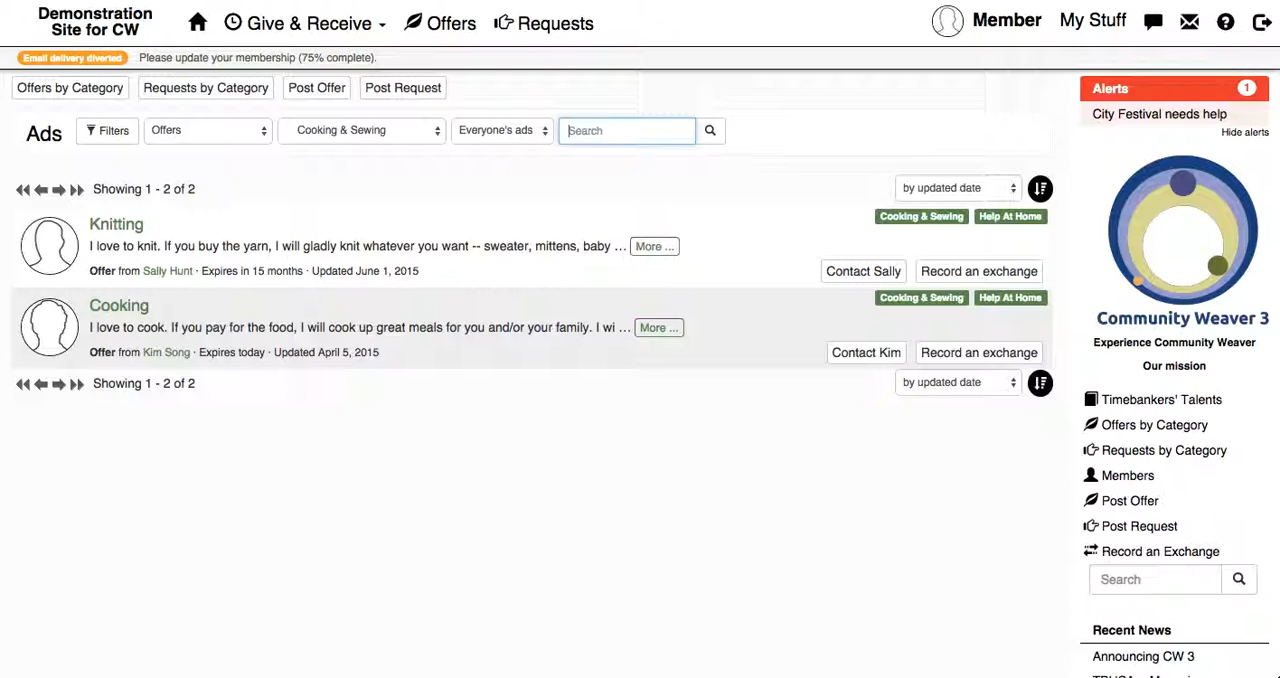 Demonstration
Site for CW
Give & Receive
Offers
Requests
Member
My Stuff
Email delivery diverted
Please update your membership (75% complete).
Offers by Category
Requests by Category
Post Offer
Post Request
Ads
Filters
Offers
Cooking & Sewing
Everyone's ads
Search
Showing 1 - 2 of 2
by updated date
Knitting
Cooking & Sewing
Help At Home
I love to knit. If you buy the yarn, I will gladly knit whatever you want -- sweater, mittens, baby ...
More ...
Offer from Sally Hunt · Expires in 15 months · Updated June 1, 2015
Contact Sally
Record an exchange
Cooking
Cooking & Sewing
Help At Home
I love to cook. If you pay for the food, I will cook up great meals for you and/or your family. I wi ...
More ...
Offer from Kim Song · Expires today · Updated April 5, 2015
Contact Kim
Record an exchange
Showing 1 - 2 of 2
by updated date
Alerts
1
City Festival needs help
Hide alerts
Community Weaver 3
Experience Community Weaver
Our mission
Timebankers' Talents
Offers by Category
Requests by Category
Members
Post Offer
Post Request
Record an Exchange
Search
Recent News
Announcing CW 3